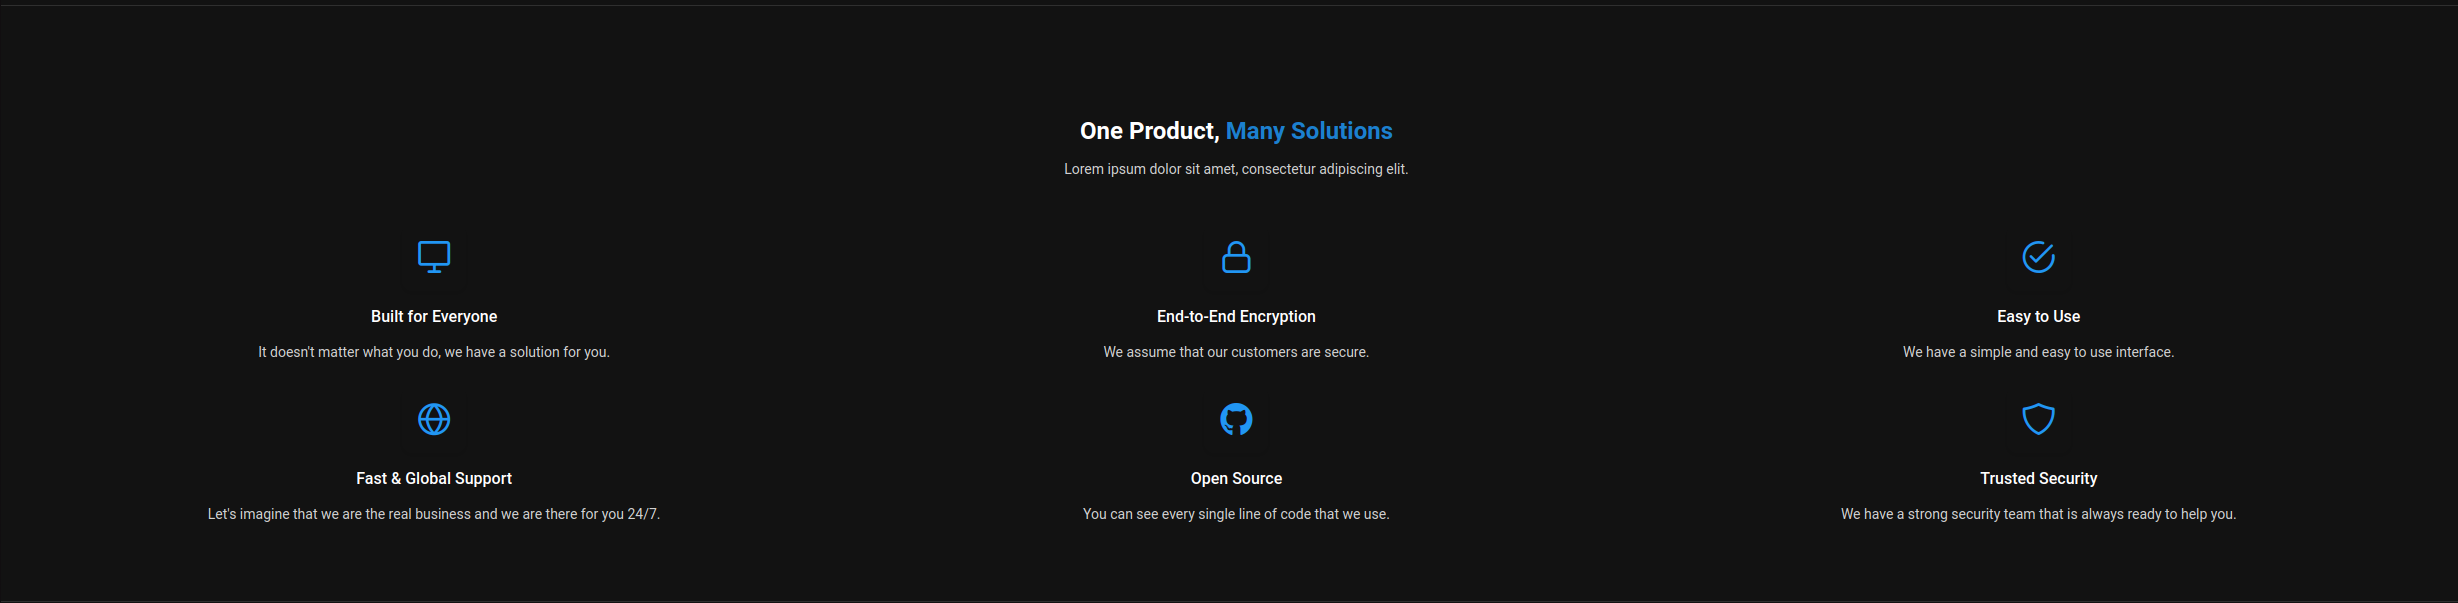 One Product, Many Solutions
Lorem ipsum dolor sit amet, consectetur adipiscing elit.
Built for Everyone
It doesn't matter what you do, we have a solution for you.
End-to-End Encryption
We assume that our customers are secure.
Easy to Use
We have a simple and easy to use interface.
Fast & Global Support
Let's imagine that we are the real business and we are there for you 24/7.
Open Source
You can see every single line of code that we use.
Trusted Security
We have a strong security team that is always ready to help you.